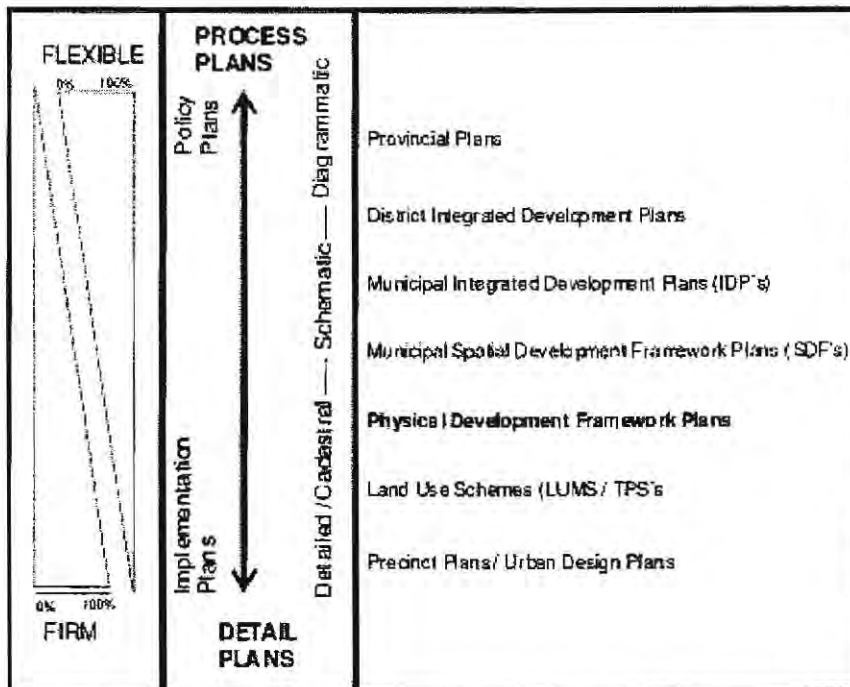 FLEXIBLE
0% 100%
0% 100%
FIRM
PROCESS
PLANS
Policy
Plans
Implementation
Plans
Detailed / Cadastral —— Schematic —— Diagrammatic
DETAIL
PLANS
Provincial Plans
District Integrated Development Plans
Municipal Integrated Development Plans (IDP's)
Municipal Spatial Development Framework Plans (SDF's)
Physical Development Framework Plans
Land Use Schemes (LUMS / TPS's
Precinct Plans / Urban Design Plans